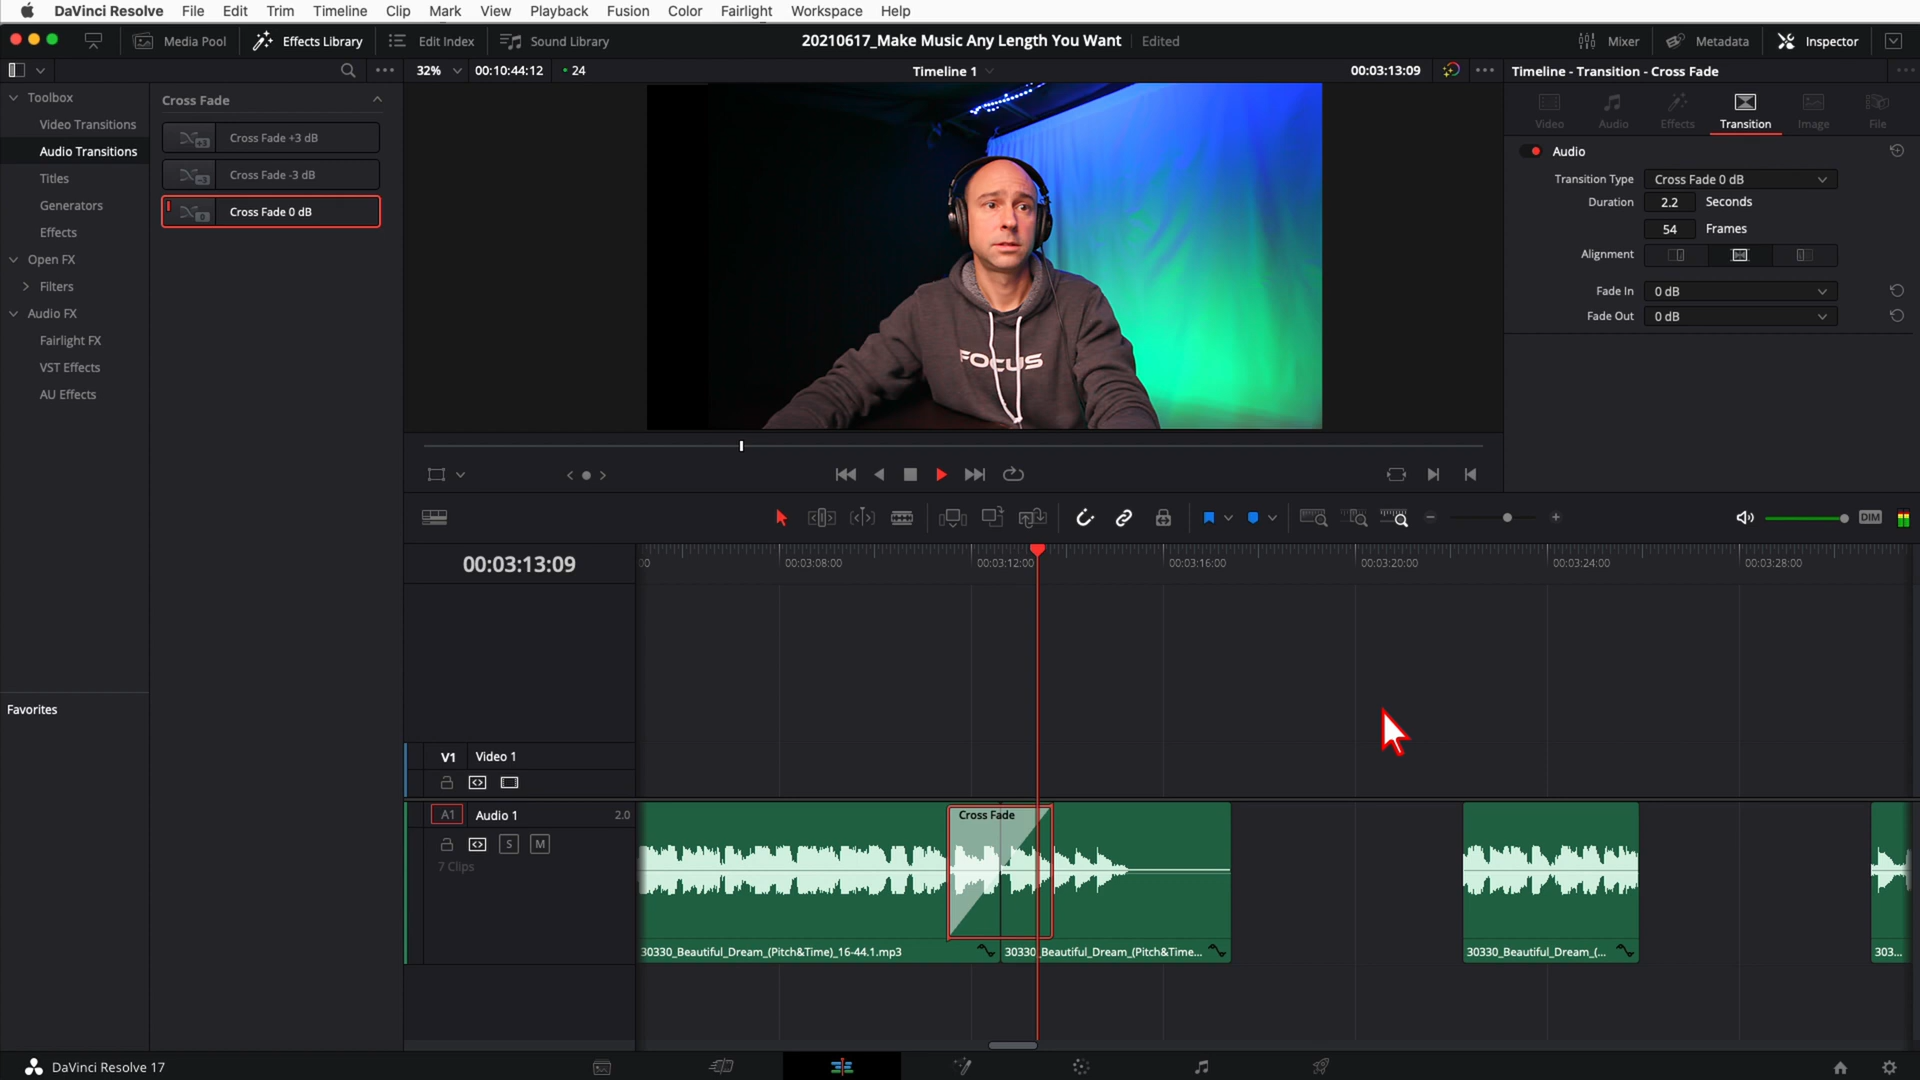 DaVinci Resolve File Edit Trim Timeline Clip Mark View Playback Fusion Color Fairlight Workspace Help
Media Pool Effects Library Edit Index Sound Library 20210617_Make Music Any Length You Want Edited Mixer Metadata Inspector
32% 00:10:44:12 24 Timeline 1 00:03:13:09 Timeline - Transition - Cross Fade
Toolbox
Video Transitions
Audio Transitions
Titles
Generators
Effects
Open FX
Filters
Audio FX
Fairlight FX
VST Effects
AU Effects
Favorites
Cross Fade
Cross Fade +3 dB
Cross Fade -3 dB
Cross Fade 0 dB
FOCUS
Video Audio Effects Transition Image File
Audio
Transition Type Cross Fade 0 dB
Duration 2.2 Seconds
54 Frames
Alignment
Fade In 0 dB
Fade Out 0 dB
DIM
00:03:13:09
00 00:03:08:00 00:03:12:00 00:03:16:00 00:03:20:00 00:03:24:00 00:03:28:00
V1 Video 1
A1 Audio 1 2.0
S M
7 Clips
Cross Fade
30330_Beautiful_Dream_(Pitch&Time)_16-44.1.mp3 30330_Beautiful_Dream_(Pitch&Time... 30330_Beautiful_Dream_(... 303...
DaVinci Resolve 17